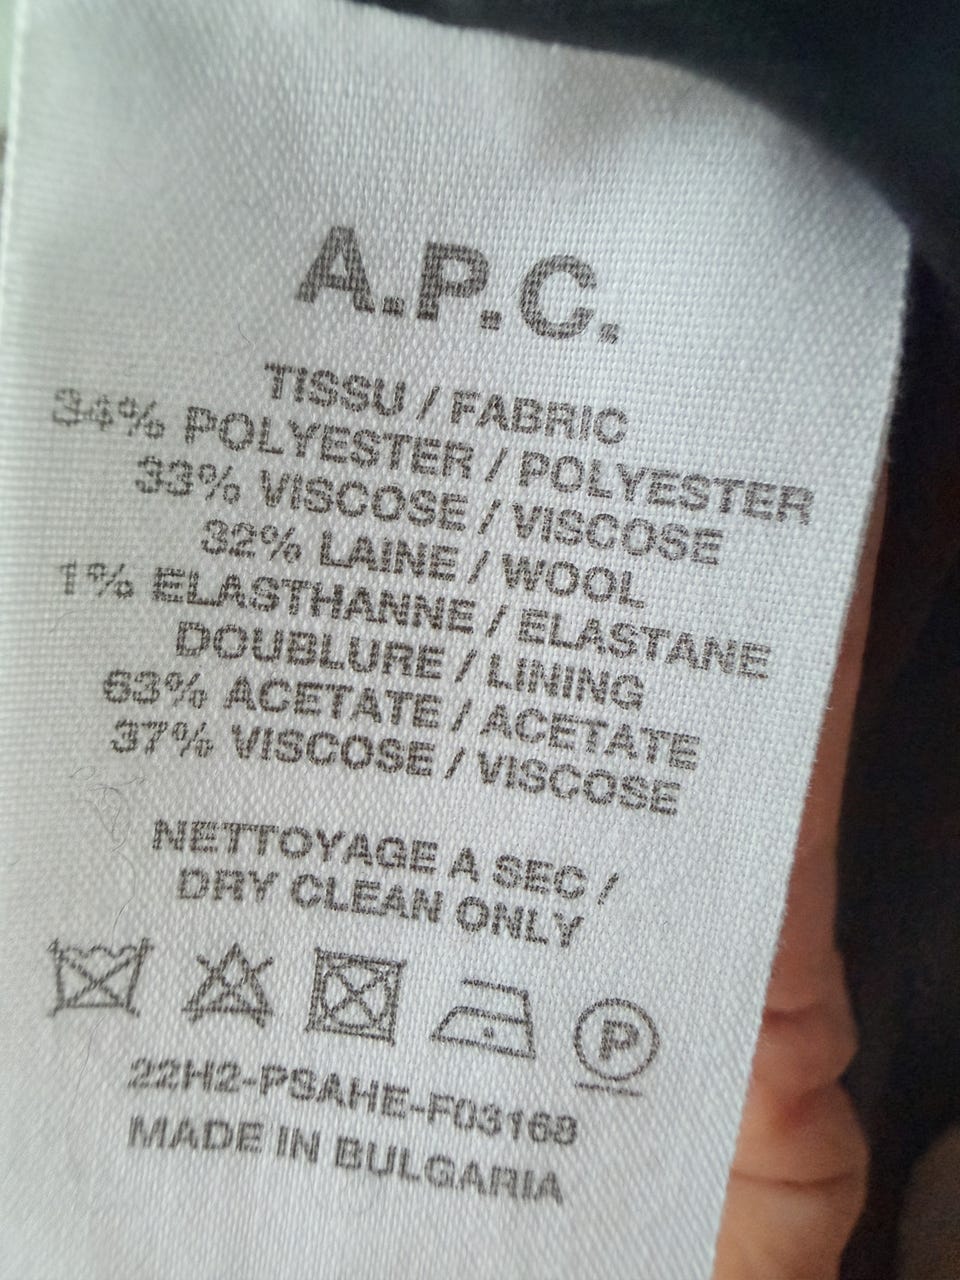 A.P.C.
TISSU / FABRIC
34% POLYESTER / POLYESTER
33% VISCOSE / VISCOSE
32% LAINE / WOOL
1% ELASTHANNE / ELASTANE
DOUBLURE / LINING
63% ACETATE / ACETATE
37% VISCOSE / VISCOSE
NETTOYAGE A SEC /
DRY CLEAN ONLY
P
22H2-PSAHE-F03168
MADE IN BULGARIA